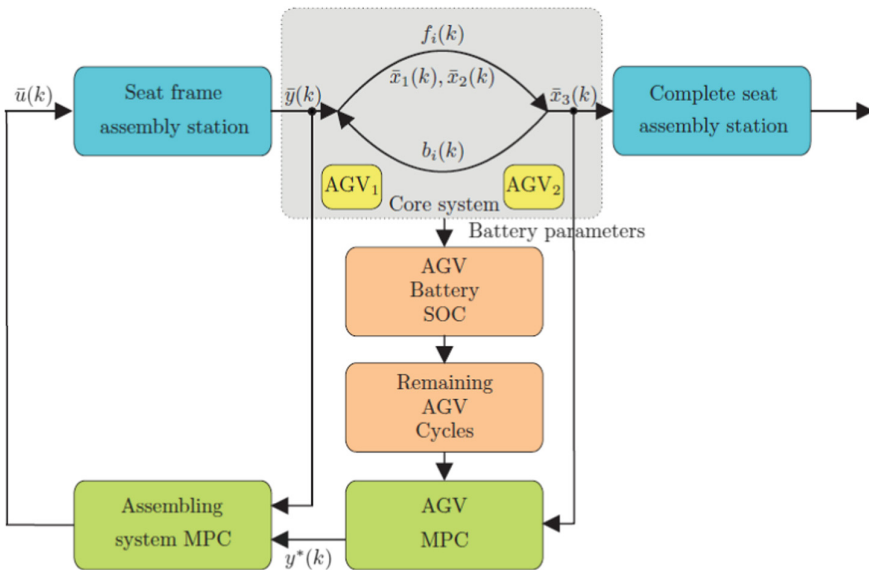 f_i(k)
ū(k)
Seat frame
assembly station
ȳ(k)
x̄_1(k), x̄_2(k)
x̄_3(k)
Complete seat
assembly station
b_i(k)
AGV_1
AGV_2
Core system
Battery parameters
AGV
Battery
SOC
Remaining
AGV
Cycles
Assembling
system MPC
y*(k)
AGV
MPC